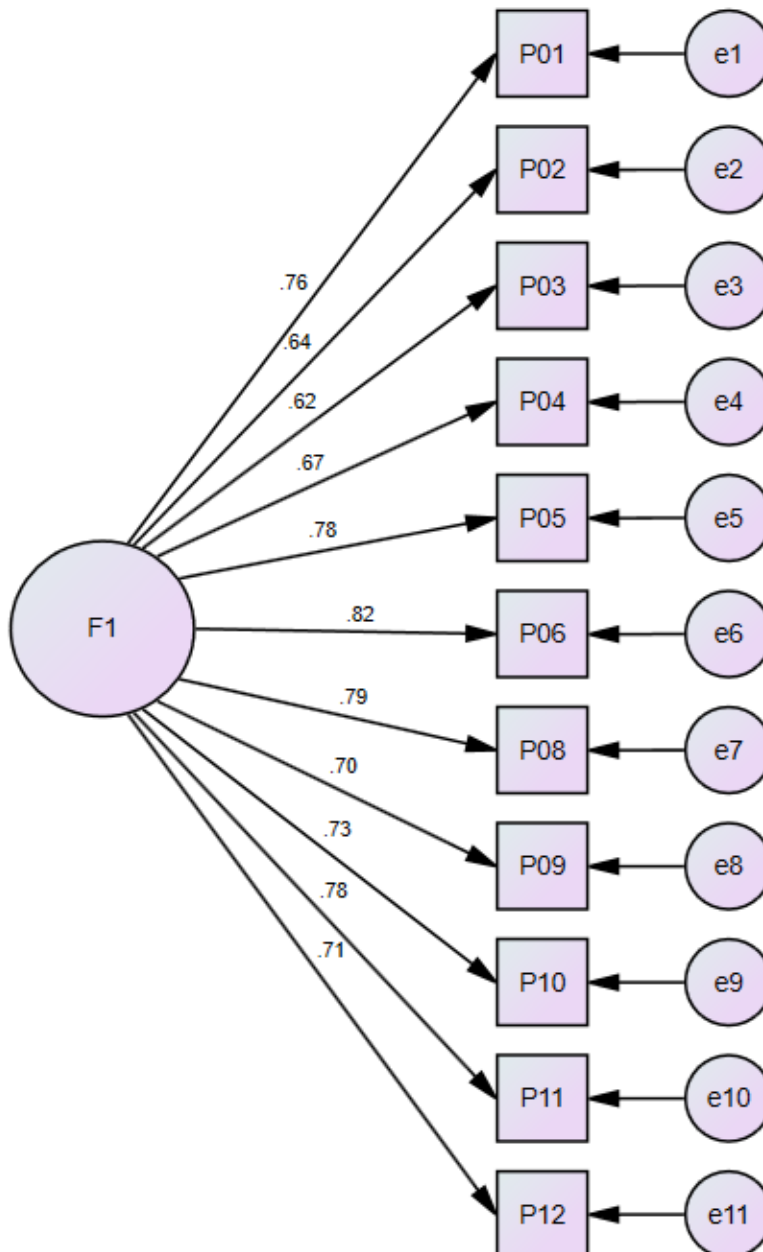 P01 e1
P02 e2
P03 e3
.76
.64
P04 e4
.62
.67
P05 e5
.78
F1 .82 P06 e6
.79
P08 e7
.70
.73
P09 e8
.78
.71
P10 e9
P11 e10
P12 e11